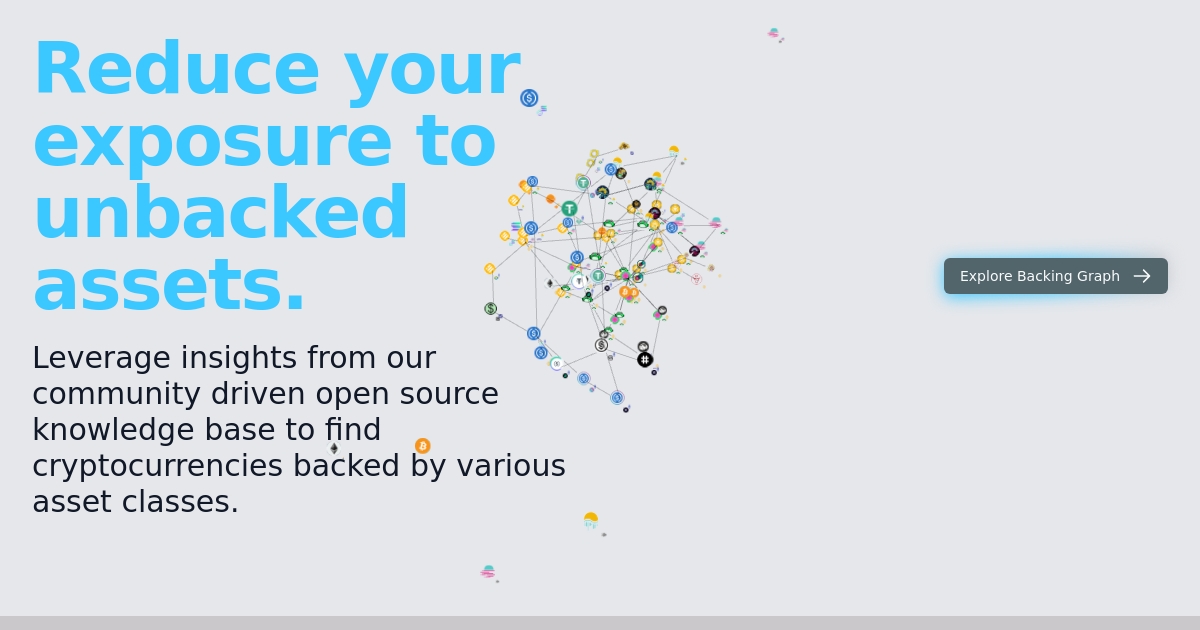 Reduce your
exposure to
unbacked
assets.
Leverage insights from our
community driven open source
knowledge base to find
cryptocurrencies backed by various
asset classes.
Explore Backing Graph